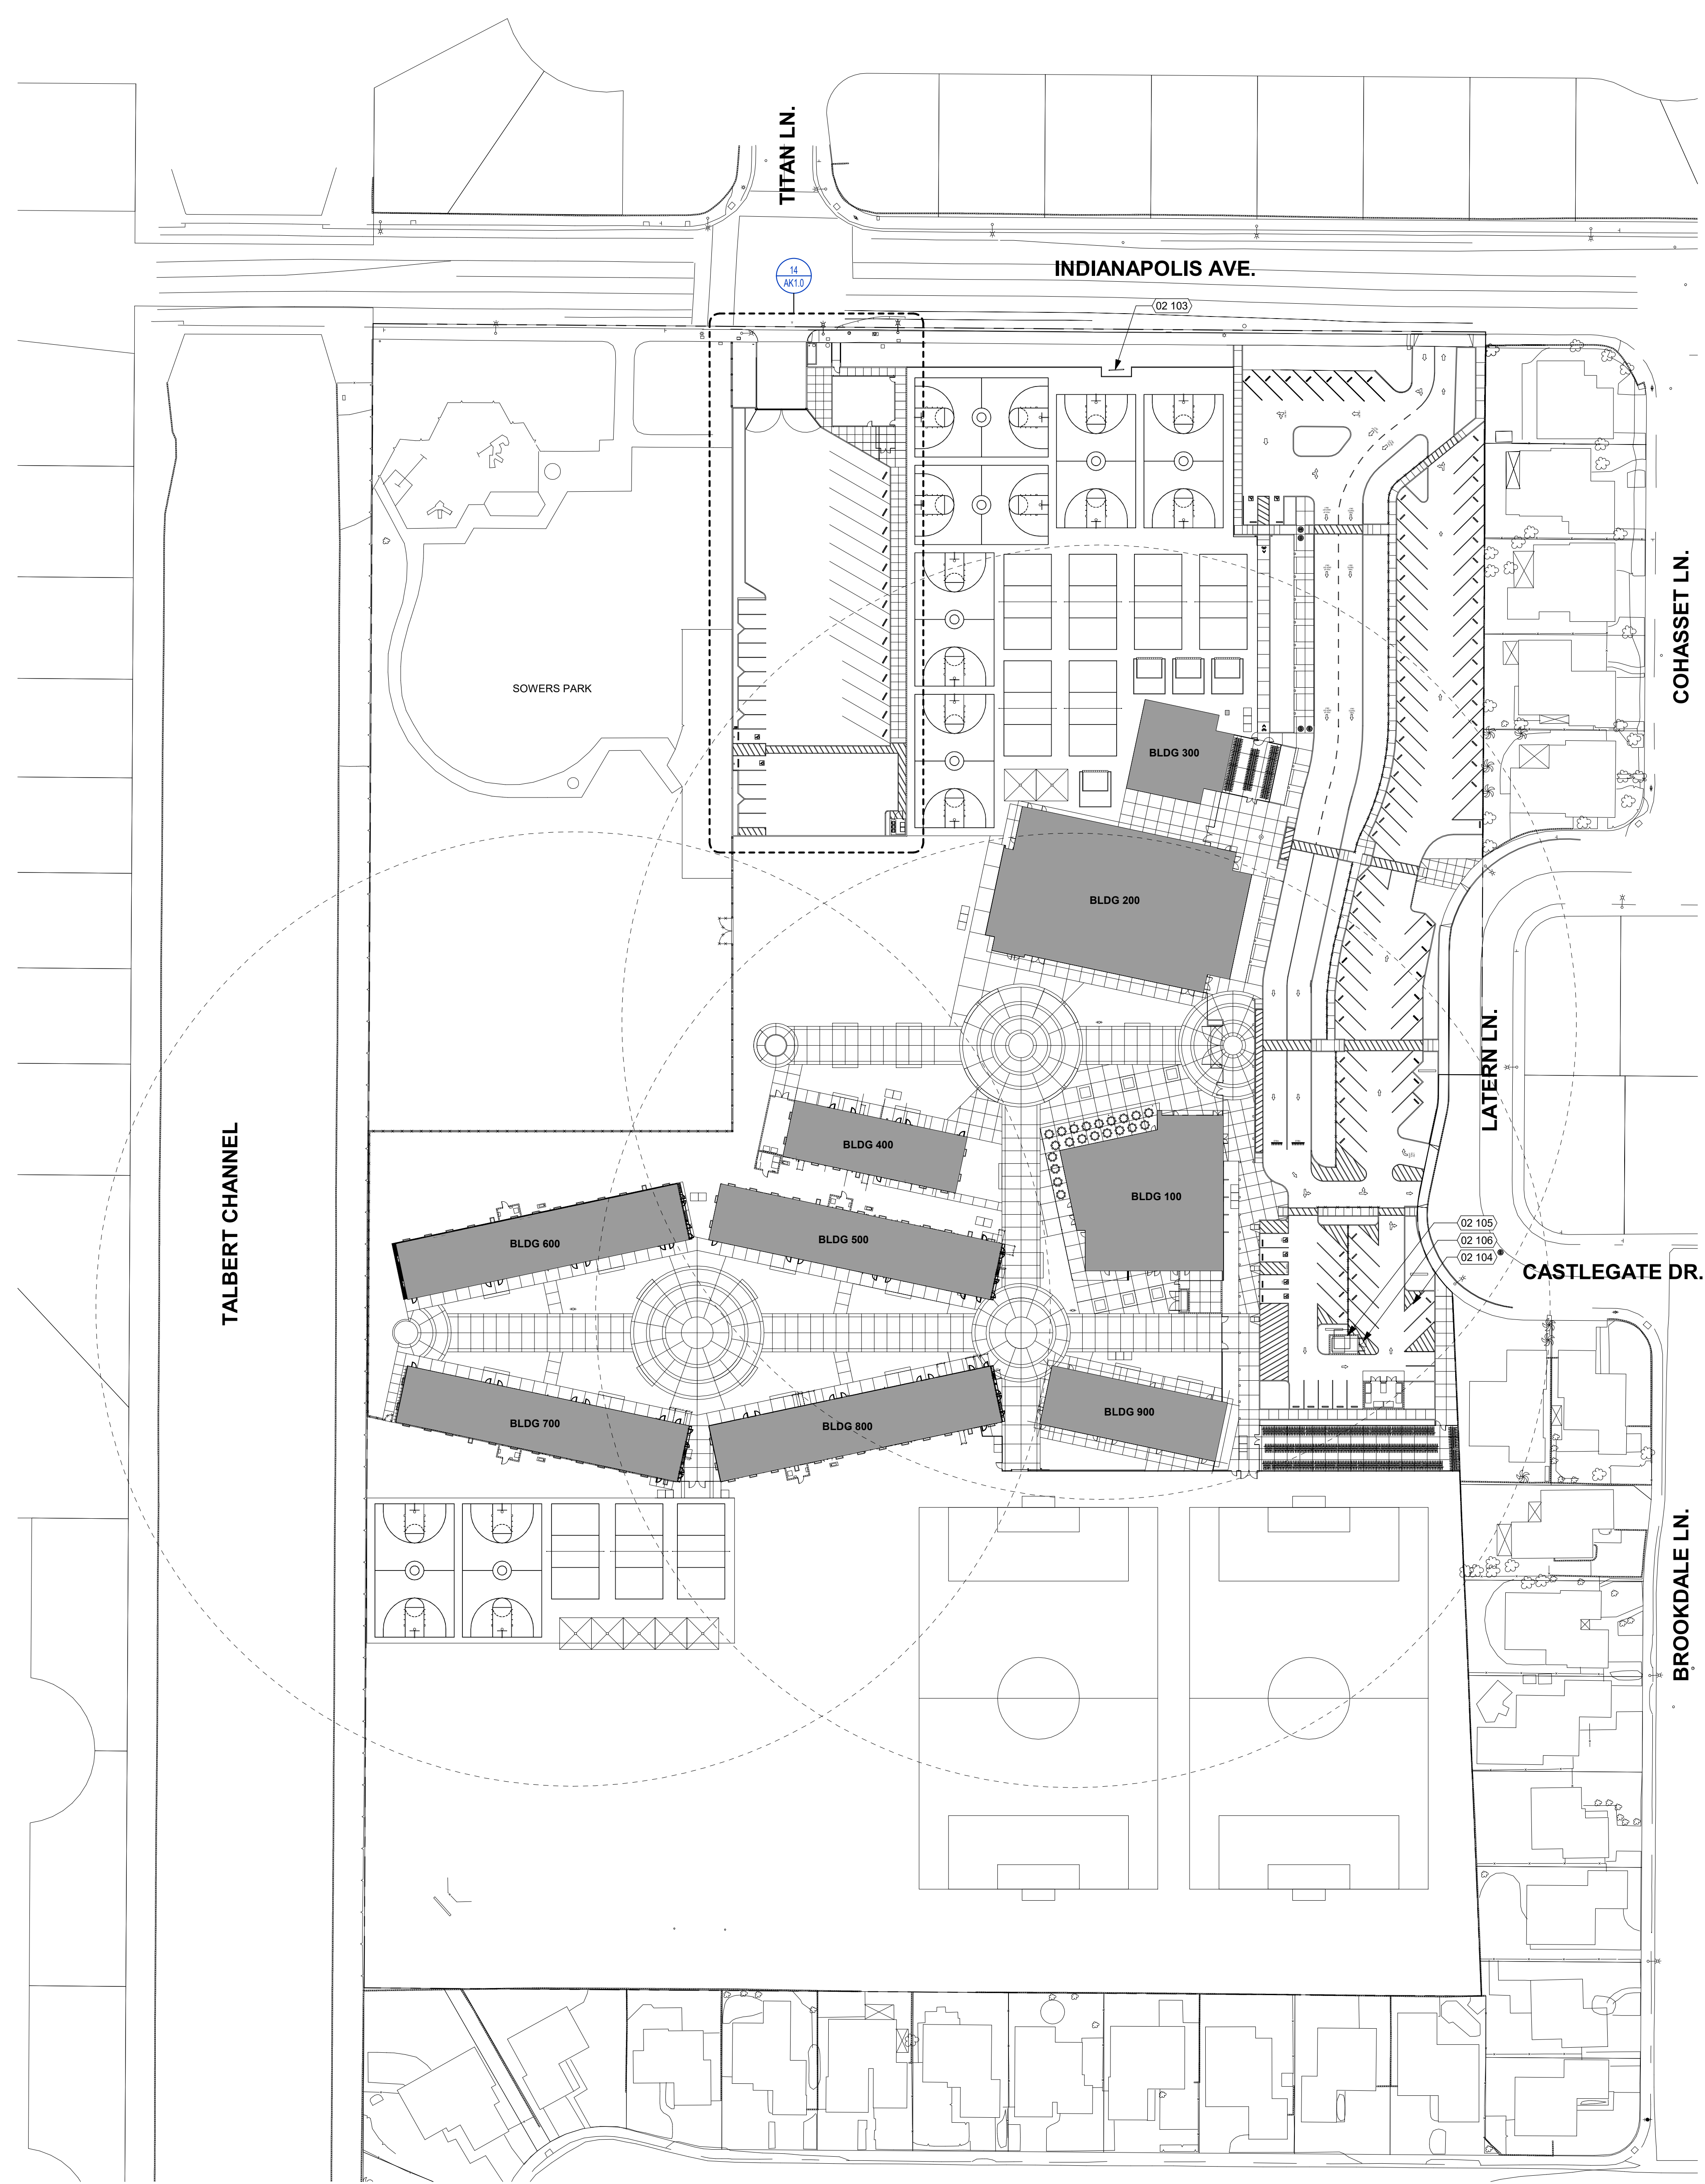 TITAN LN.
INDIANAPOLIS AVE.
14
AK1.0
02 103
COHASSET LN.
SOWERS PARK
BLDG 300
BLDG 200
LATERN LN.
TALBERT CHANNEL
BLDG 400
BLDG 100
BLDG 600
BLDG 500
02 105
02 106
02 104
CASTLEGATE DR.
BLDG 700
BLDG 800
BLDG 900
BROOKDALE LN.